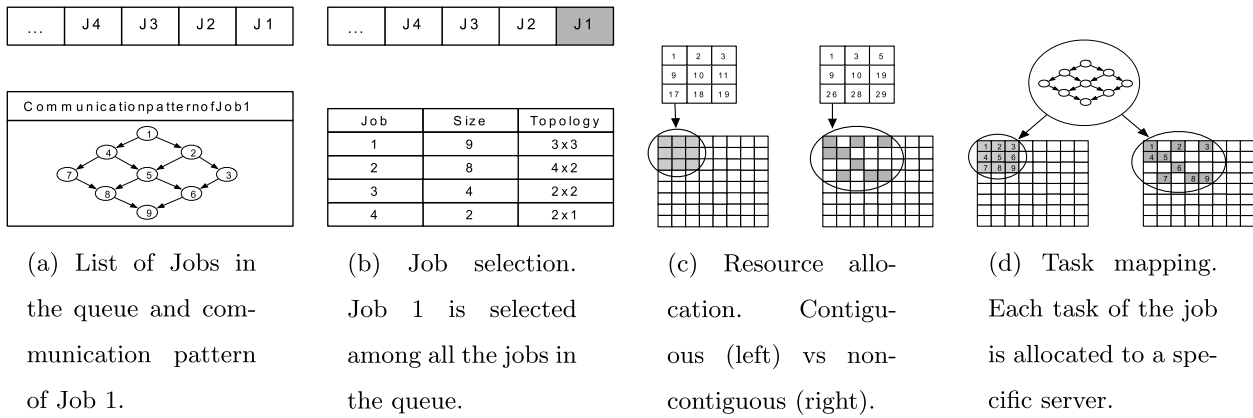 ... J4 J3 J2 J1
Communication pattern of Job1
1
4 2
7 5 3
8 6
9
(a) List of Jobs in
the queue and com-
munication pattern
of Job 1.
... J4 J3 J2 J1
Job Size Topology
1 9 3x3
2 8 4x2
3 4 2x2
4 2 2x1
(b) Job selection.
Job 1 is selected
among all the jobs in
the queue.
1 2 3
9 10 11
17 18 19
1 3 5
9 10 19
26 28 29
(c) Resource allo-
cation. Contigu-
ous (left) vs non-
contiguous (right).
1 2 3
4 5 6
7 8 9
1 2 3
4 5
6
7 8 9
(d) Task mapping.
Each task of the job
is allocated to a spe-
cific server.